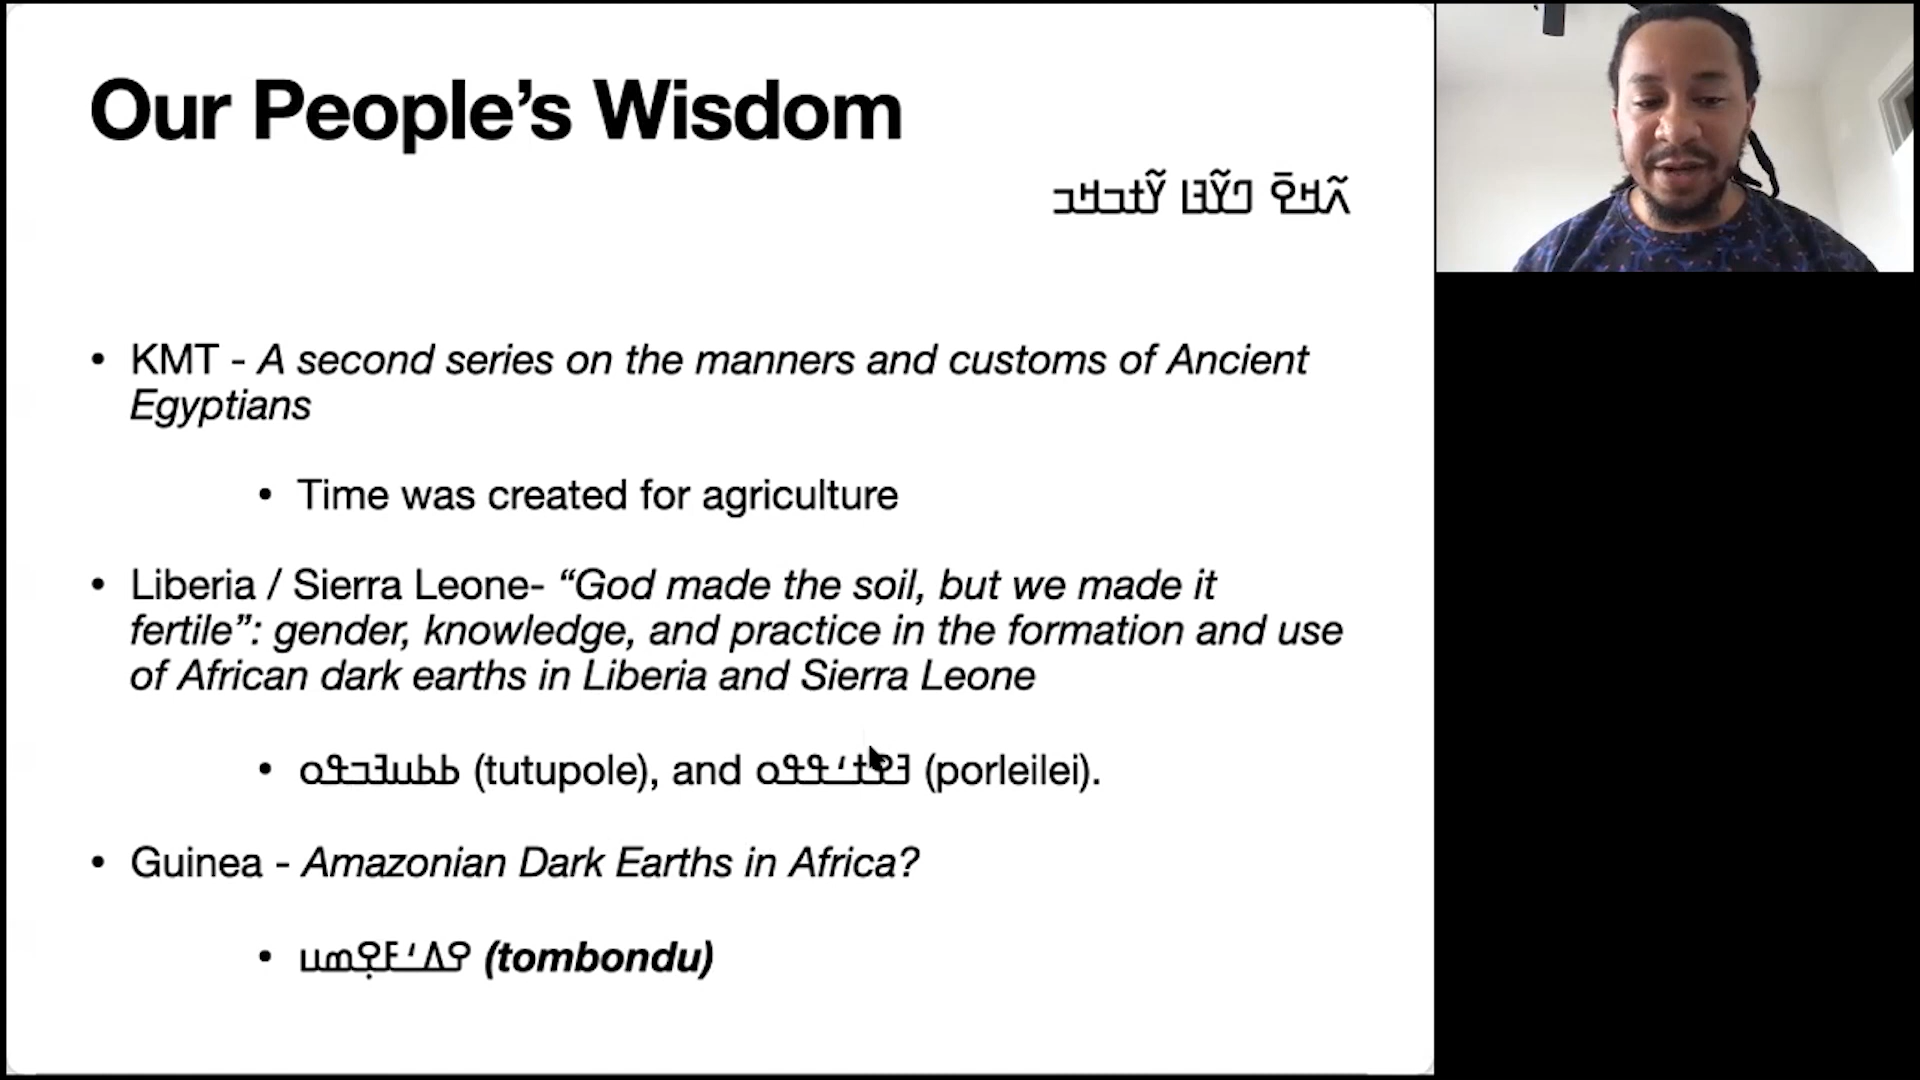 Our People’s Wisdom
• KMT - A second series on the manners and customs of Ancient
Egyptians
• Time was created for agriculture
• Liberia / Sierra Leone- “God made the soil, but we made it
fertile”: gender, knowledge, and practice in the formation and use
of African dark earths in Liberia and Sierra Leone
• (tutupole), and (porleilei).
• Guinea - Amazonian Dark Earths in Africa?
• (tombondu)